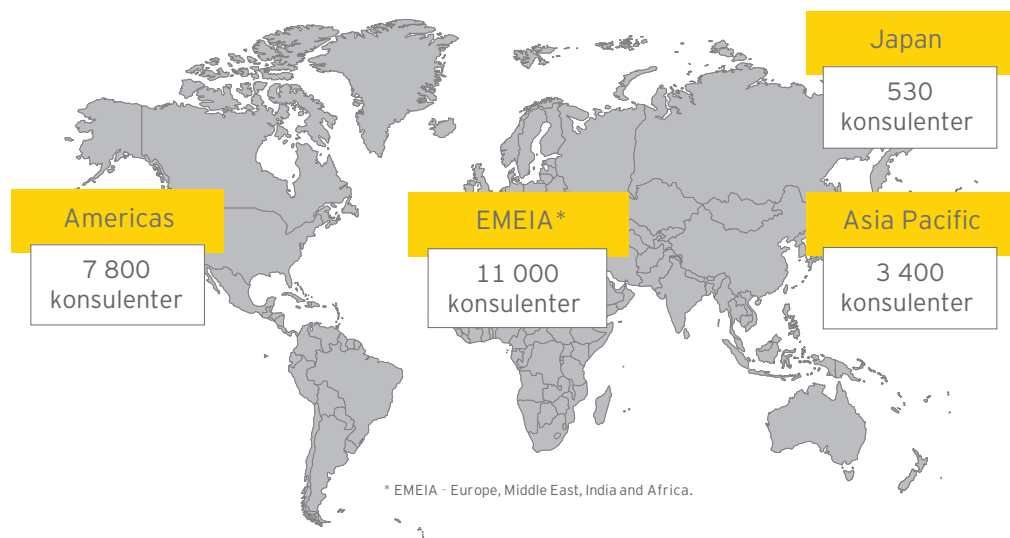 Japan
530
konsulenter
Americas
7 800
konsulenter
EMEIA*
11 000
konsulenter
Asia Pacific
3 400
konsulenter
* EMEIA – Europe, Middle East, India and Africa.